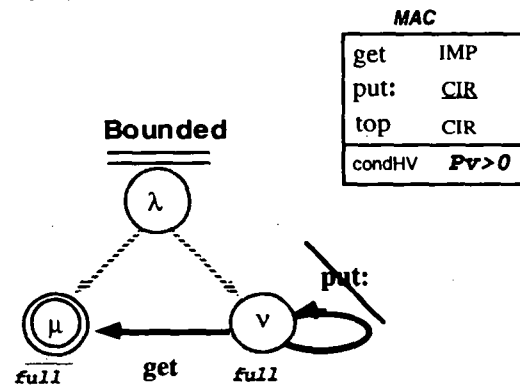 MAC
get IMP
put: CIR
top CIR
condHV Pv>0
Bounded
λ
put:
μ
ν
full
get
full